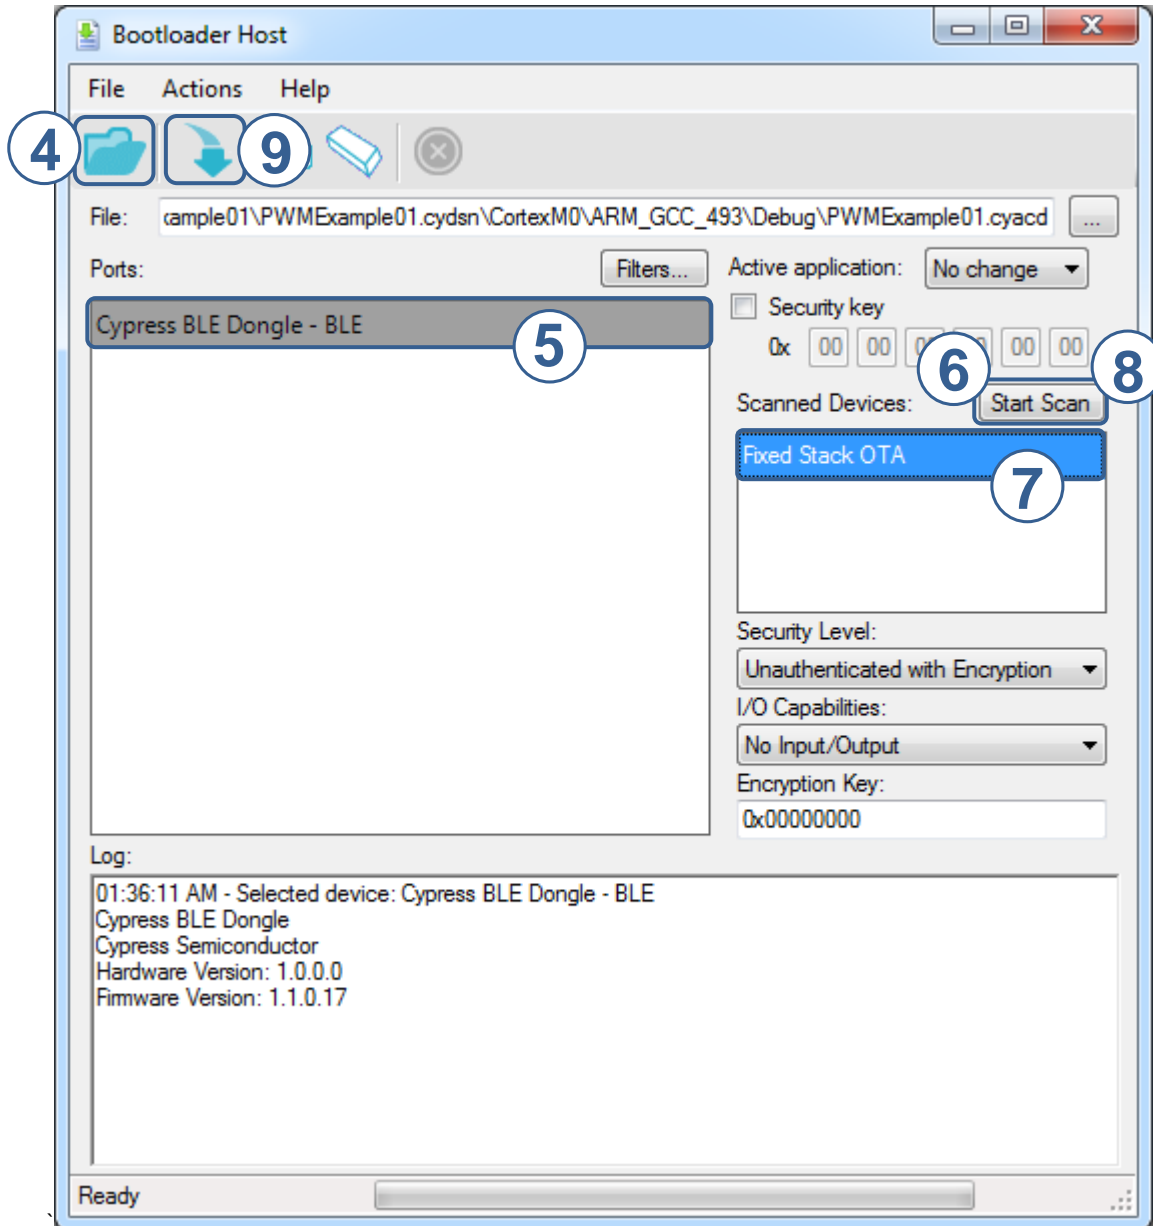 Bootloader Host
File Actions Help
4 9
File: xample01\PWMExample01.cydsn\CortexM0\ARM_GCC_493\Debug\PWMExample01.cyacd ...
Ports: Filters... Active application: No change
Cypress BLE Dongle - BLE
5
Security key
0x 00 00 00 00 00
6 8
Scanned Devices: Start Scan
Fixed Stack OTA
7
Security Level:
Unauthenticated with Encryption
I/O Capabilities:
No Input/Output
Encryption Key:
0x00000000
Log:
01:36:11 AM - Selected device: Cypress BLE Dongle - BLE
Cypress BLE Dongle
Cypress Semiconductor
Hardware Version: 1.0.0.0
Firmware Version: 1.1.0.17
Ready
`